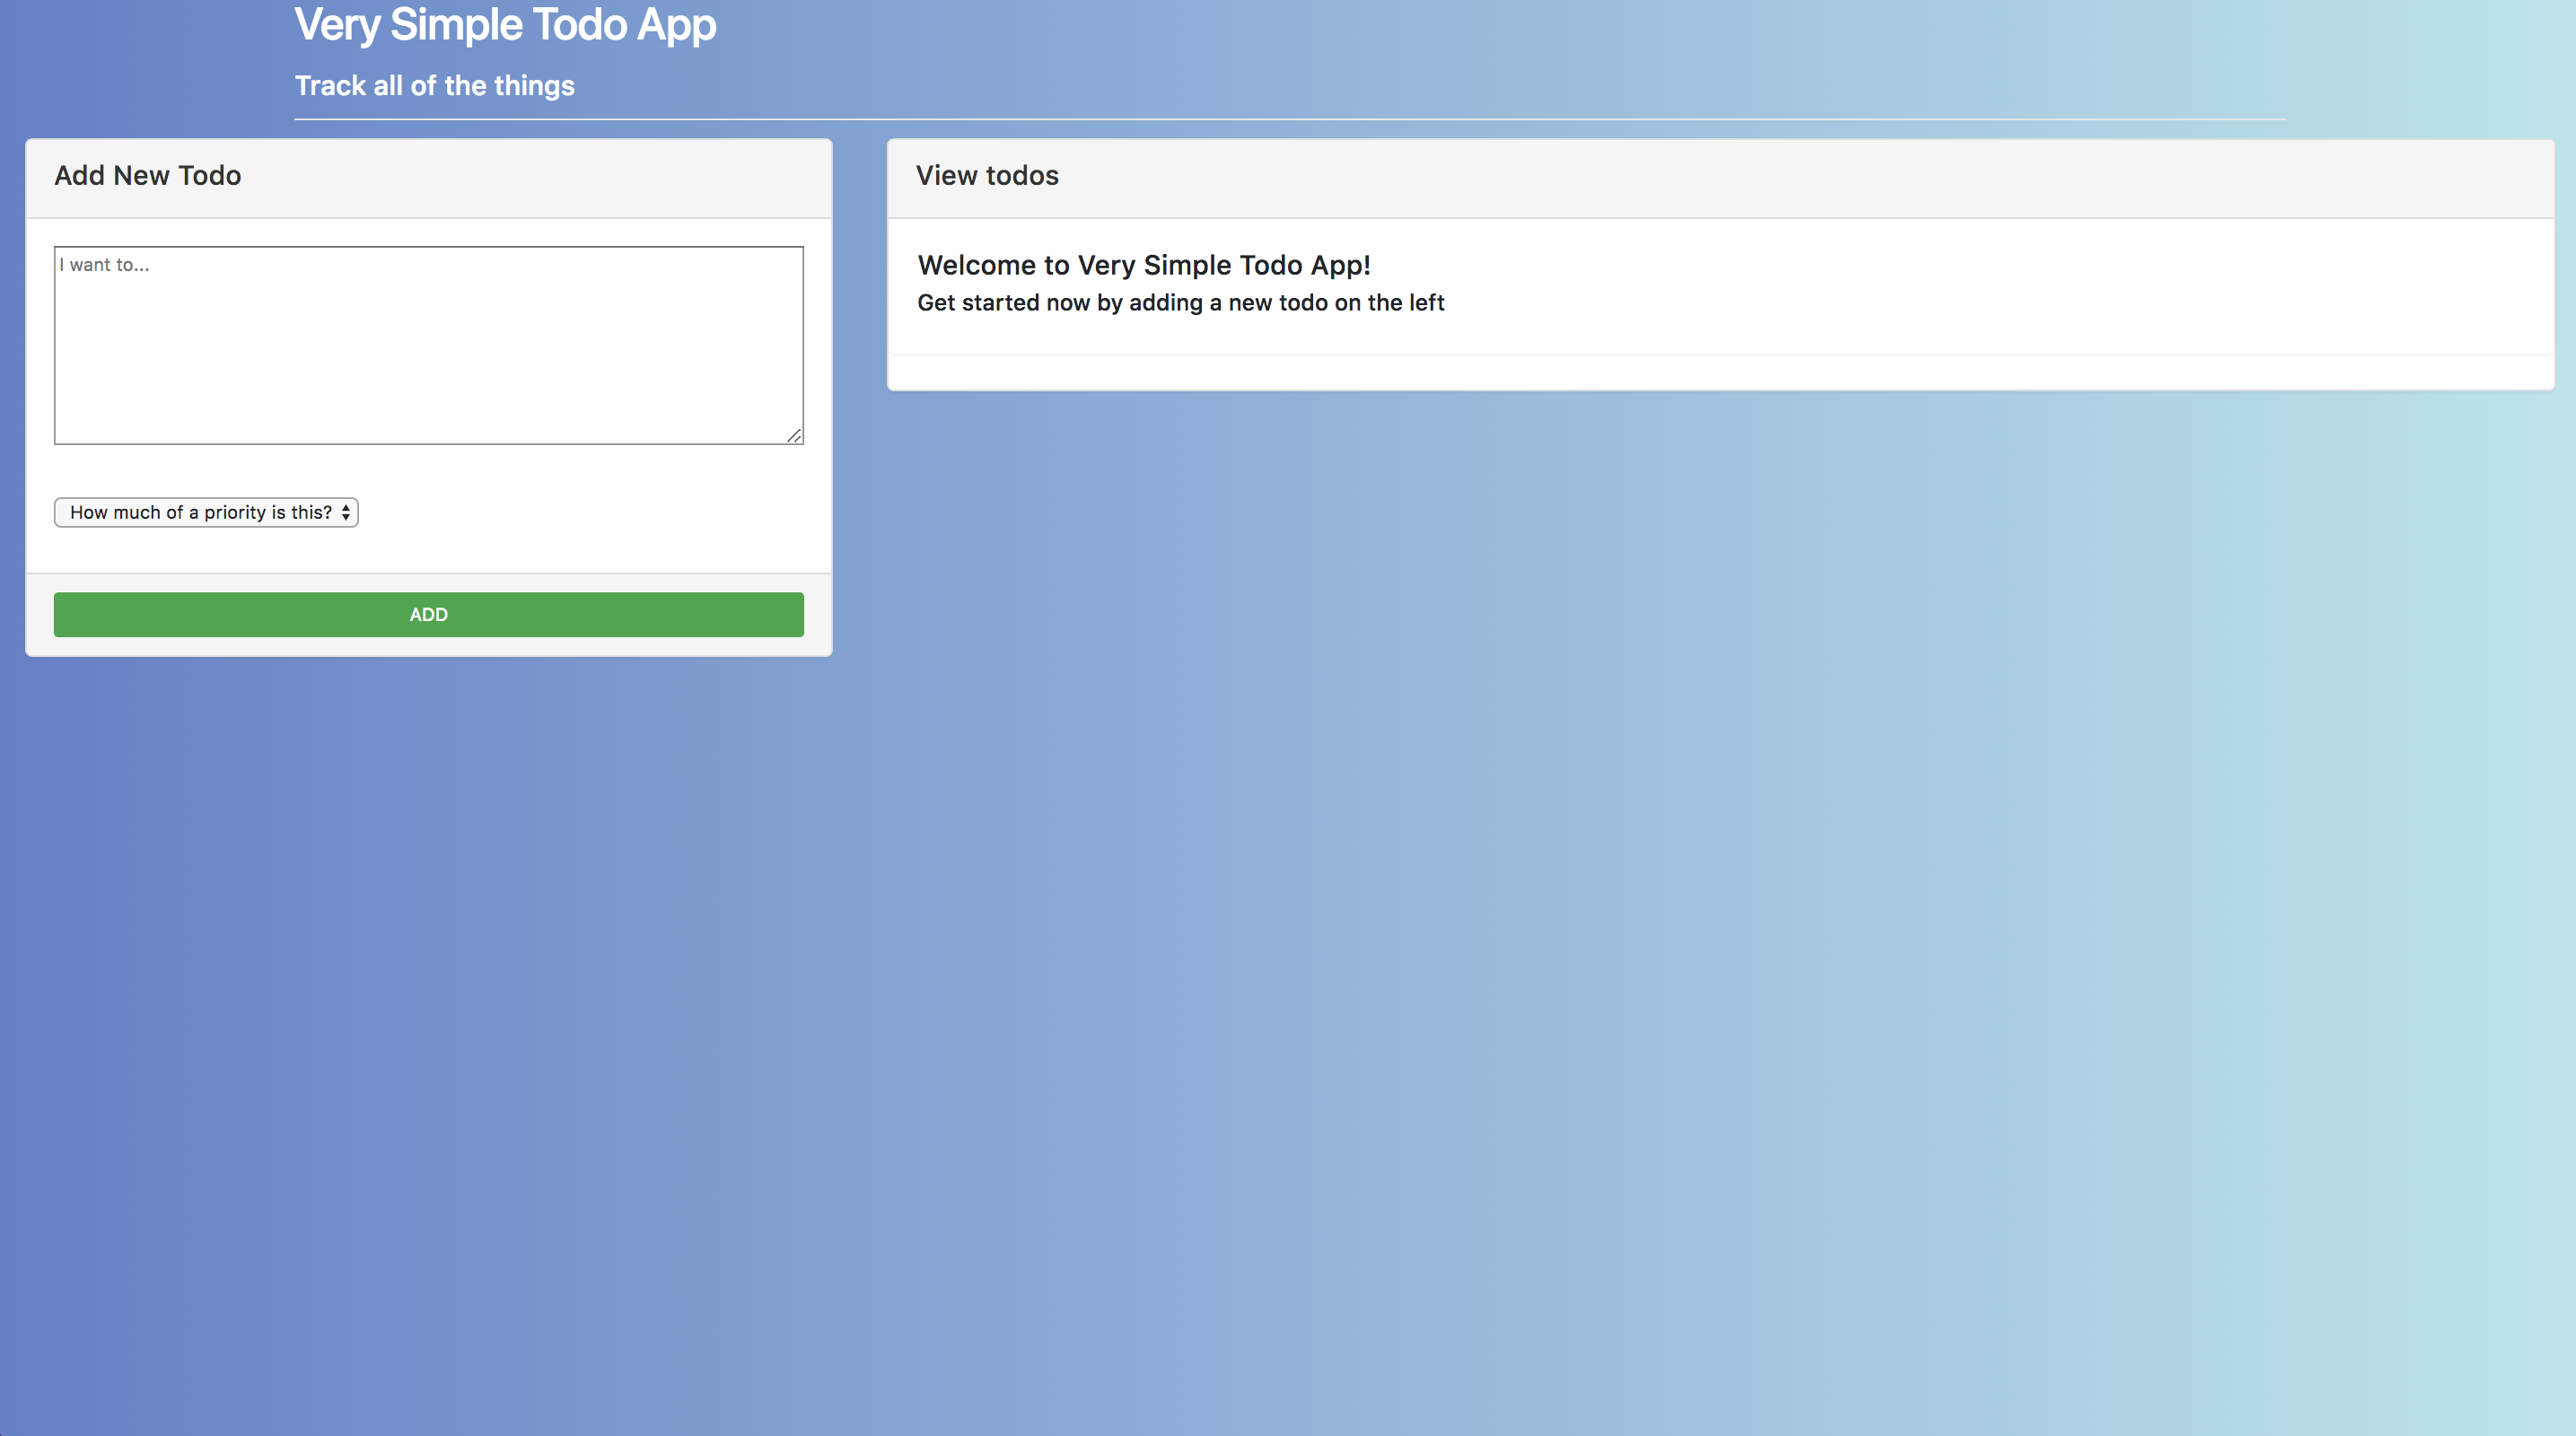 Very Simple Todo App
Track all of the things
Add New Todo
I want to...
How much of a priority is this?
ADD
View todos
Welcome to Very Simple Todo App!
Get started now by adding a new todo on the left